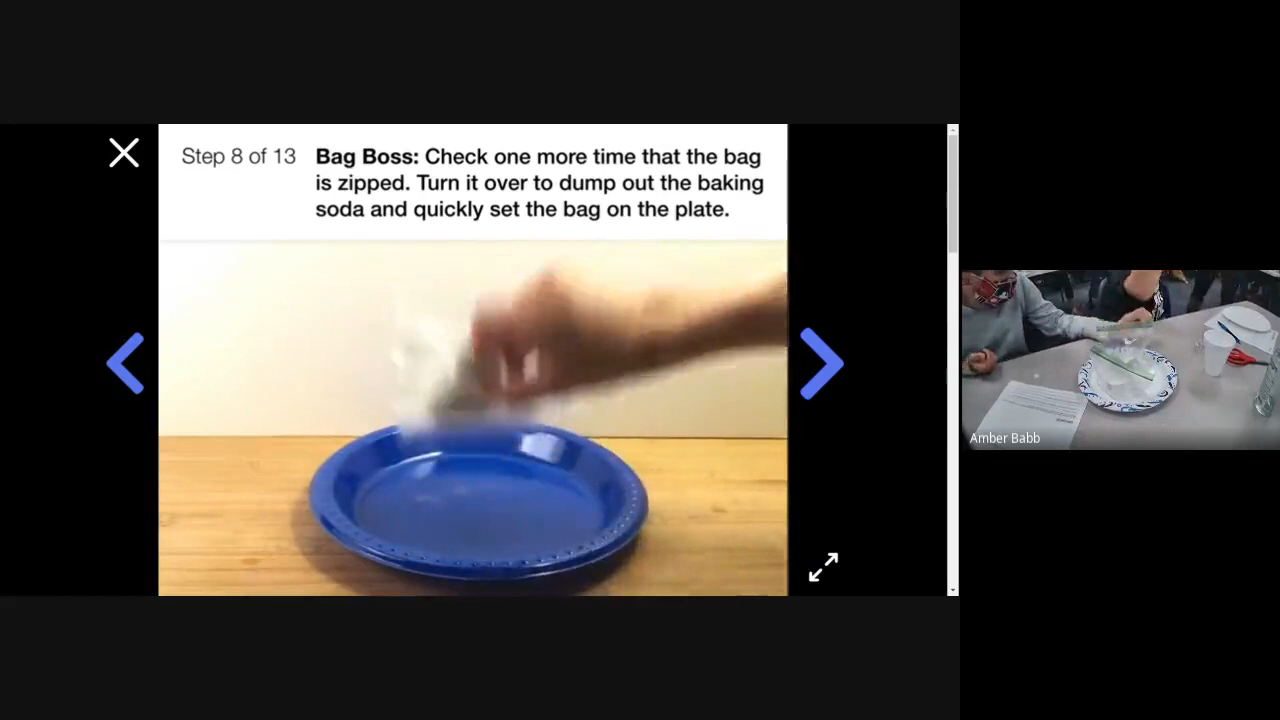 Step 8 of 13
Bag Boss: Check one more time that the bag
is zipped. Turn it over to dump out the baking
soda and quickly set the bag on the plate.
Amber Babb